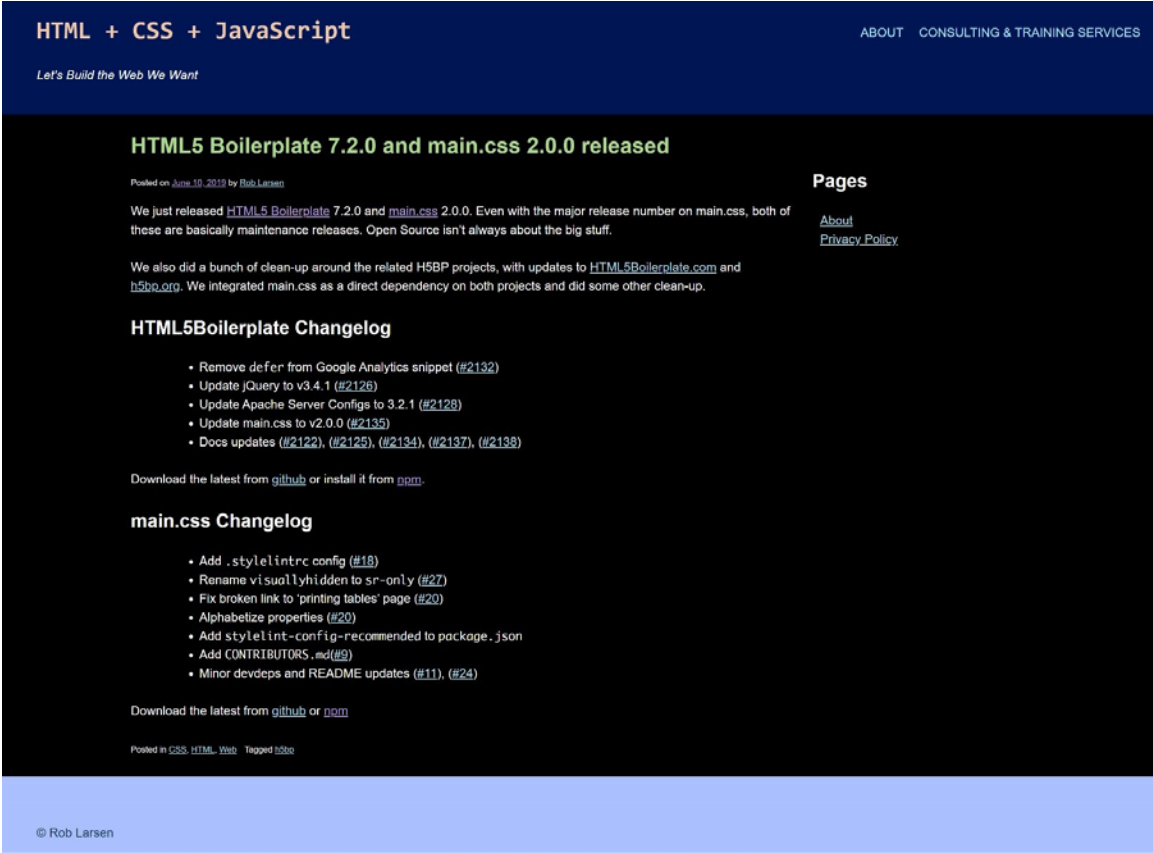 HTML + CSS + JavaScript
ABOUT CONSULTING & TRAINING SERVICES
Let's Build the Web We Want
HTML5 Boilerplate 7.2.0 and main.css 2.0.0 released
Posted on June 10, 2019 by Rob Larsen
We just released HTML5 Boilerplate 7.2.0 and main.css 2.0.0. Even with the major release number on main.css, both of
these are basically maintenance releases. Open Source isn't always about the big stuff.
We also did a bunch of clean-up around the related H5BP projects, with updates to HTML5Boilerplate.com and
h5bp.org. We integrated main.css as a direct dependency on both projects and did some other clean-up.
HTML5Boilerplate Changelog
• Remove defer from Google Analytics snippet (#2132)
• Update jQuery to v3.4.1 (#2126)
• Update Apache Server Configs to 3.2.1 (#2128)
• Update main.css to v2.0.0 (#2135)
• Docs updates (#2122), (#2125), (#2134), (#2137), (#2138)
Download the latest from github or install it from npm.
main.css Changelog
• Add .stylelintrc config (#18)
• Rename visuallyhidden to sr-only (#27)
• Fix broken link to 'printing tables' page (#20)
• Alphabetize properties (#20)
• Add stylelint-config-recommended to package.json
• Add CONTRIBUTORS.md(#9)
• Minor devdeps and README updates (#11), (#24)
Download the latest from github or npm
Posted in CSS, HTML, Web Tagged h5bp
Pages
About
Privacy Policy
© Rob Larsen